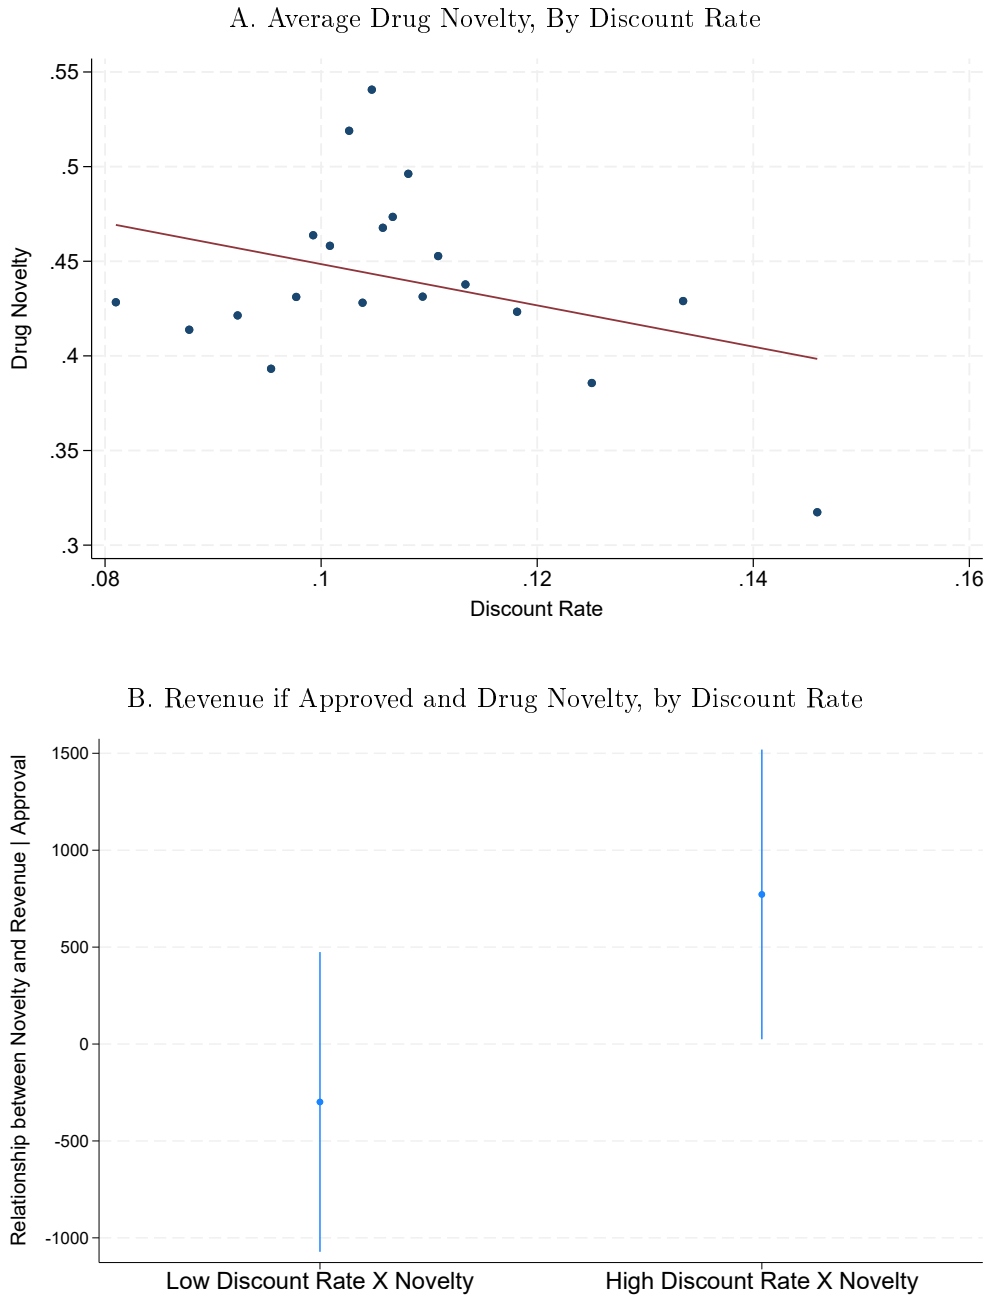 A. Average Drug Novelty, By Discount Rate
.55
.5
.45
.4
.35
.3
Drug Novelty
.08 .1 .12 .14 .16
Discount Rate
B. Revenue if Approved and Drug Novelty, by Discount Rate
1500
1000
500
0
-500
-1000
Relationship between Novelty and Revenue | Approval
Low Discount Rate X Novelty High Discount Rate X Novelty